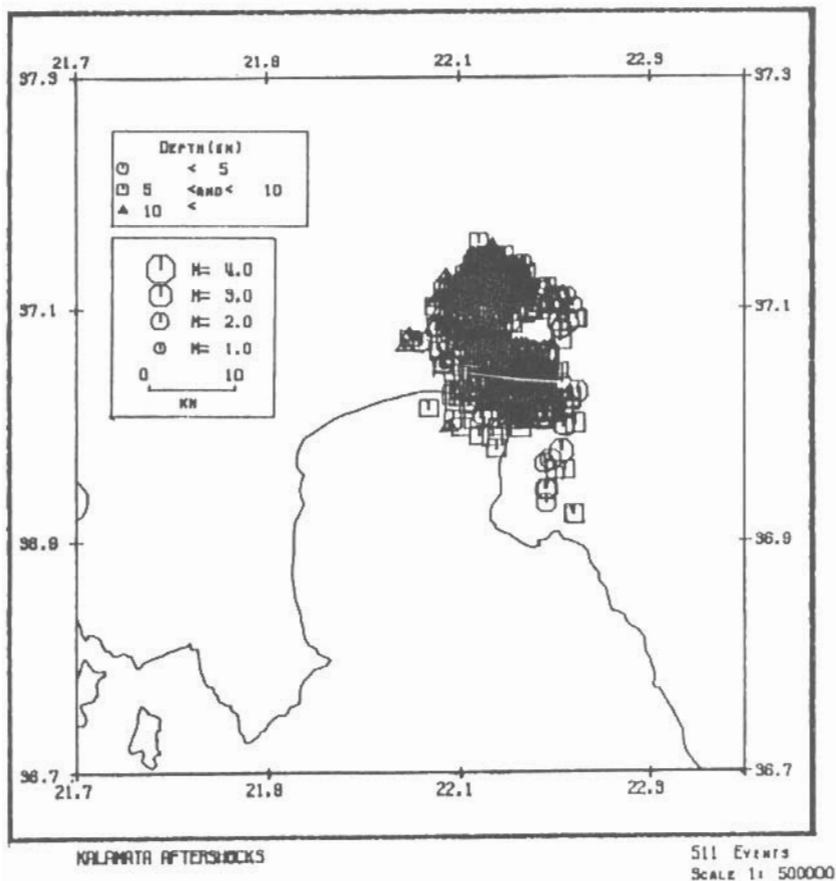 21.7 21.9 22.1 22.3
37.3 37.3
DEPTH(KM)
< 5
5 <AND< 10
10 <
M= 4.0
M= 3.0
M= 2.0
M= 1.0
0 10
KM
37.1 37.1
36.9 36.9
36.7 36.7
21.7 21.9 22.1 22.3
KALAMATA AFTERSHOCKS
511 EVENTS
SCALE 1: 500000